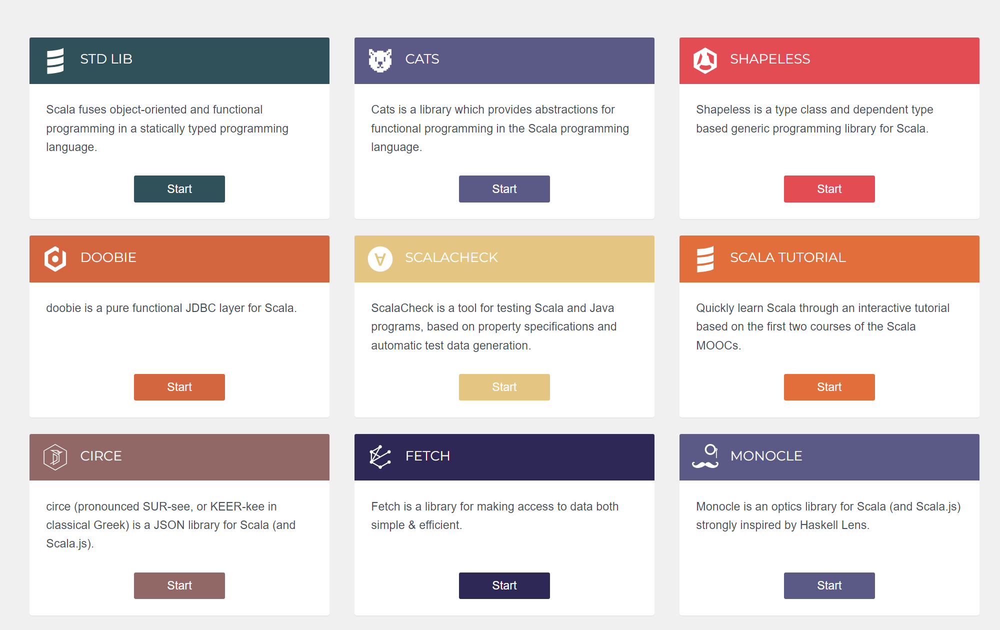 STD LIB
Scala fuses object-oriented and functional
programming in a statically typed programming
language.
Start
CATS
Cats is a library which provides abstractions for
functional programming in the Scala programming
language.
Start
SHAPELESS
Shapeless is a type class and dependent type
based generic programming library for Scala.
Start
DOOBIE
doobie is a pure functional JDBC layer for Scala.
Start
SCALACHECK
ScalaCheck is a tool for testing Scala and Java
programs, based on property specifications and
automatic test data generation.
Start
SCALA TUTORIAL
Quickly learn Scala through an interactive tutorial
based on the first two courses of the Scala
MOOCs.
Start
CIRCE
circe (pronounced SUR-see, or KEER-kee in
classical Greek) is a JSON library for Scala (and
Scala.js).
Start
FETCH
Fetch is a library for making access to data both
simple & efficient.
Start
MONOCLE
Monocle is an optics library for Scala (and Scala.js)
strongly inspired by Haskell Lens.
Start